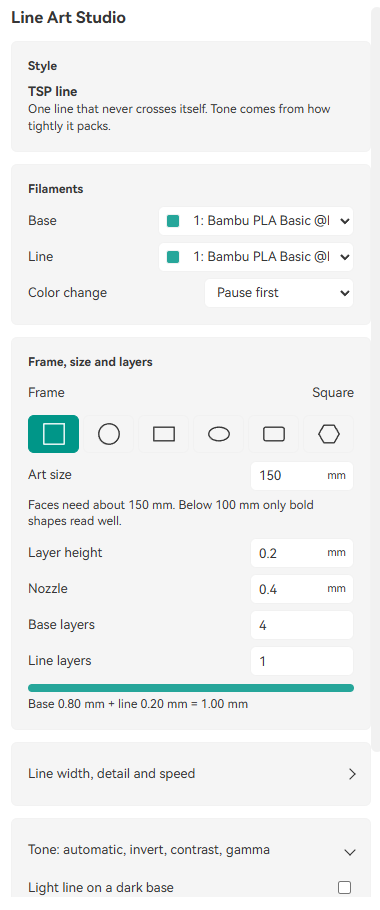 Line Art Studio
Style
TSP line
One line that never crosses itself. Tone comes from how
tightly it packs.
Filaments
Base 1: Bambu PLA Basic @
Line 1: Bambu PLA Basic @
Color change Pause first
Frame, size and layers
Frame Square
Art size 150 mm
Faces need about 150 mm. Below 100 mm only bold
shapes read well.
Layer height 0.2 mm
Nozzle 0.4 mm
Base layers 4
Line layers 1
Base 0.80 mm + line 0.20 mm = 1.00 mm
Line width, detail and speed
Tone: automatic, invert, contrast, gamma
Light line on a dark base